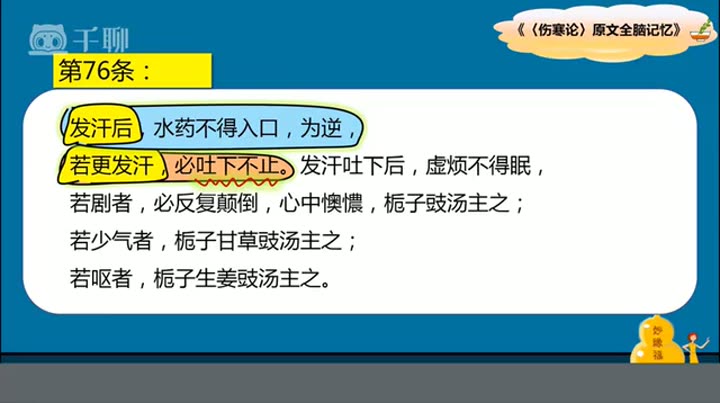 千聊
《〈伤寒论〉原文全脑记忆》
第76条：
发汗后，水药不得入口，为逆，
若更发汗，必吐下不止。发汗吐下后，虚烦不得眠，
若剧者，必反复颠倒，心中懊憹，栀子豉汤主之；
若少气者，栀子甘草豉汤主之；
若呕者，栀子生姜豉汤主之。